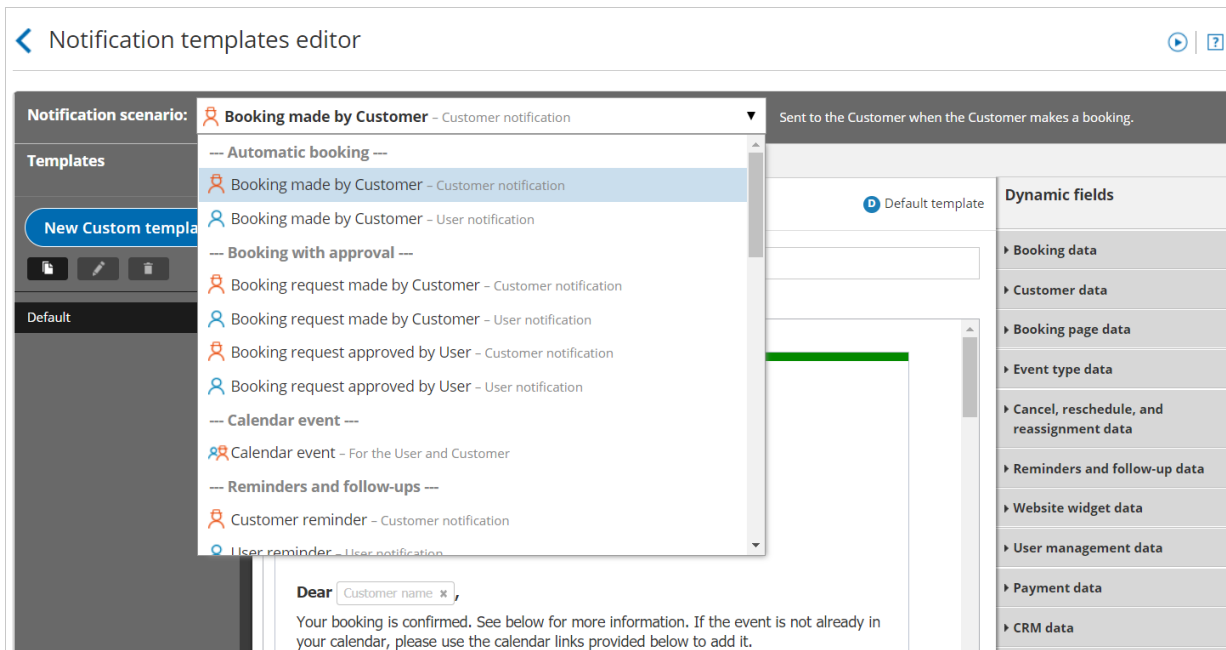 Notification templates editor
Notification scenario:
Booking made by Customer – Customer notification
Sent to the Customer when the Customer makes a booking.
Templates
--- Automatic booking ---
Booking made by Customer – Customer notification
Booking made by Customer – User notification
--- Booking with approval ---
Booking request made by Customer – Customer notification
Booking request made by Customer – User notification
Booking request approved by User – Customer notification
Booking request approved by User – User notification
--- Calendar event ---
Calendar event – For the User and Customer
--- Reminders and follow-ups ---
Customer reminder – Customer notification
User reminder – User notification
New Custom templa
Default
D Default template
Dear Customer name x ,
Your booking is confirmed. See below for more information. If the event is not already in
your calendar, please use the calendar links provided below to add it.
Dynamic fields
Booking data
Customer data
Booking page data
Event type data
Cancel, reschedule, and
reassignment data
Reminders and follow-up data
Website widget data
User management data
Payment data
CRM data